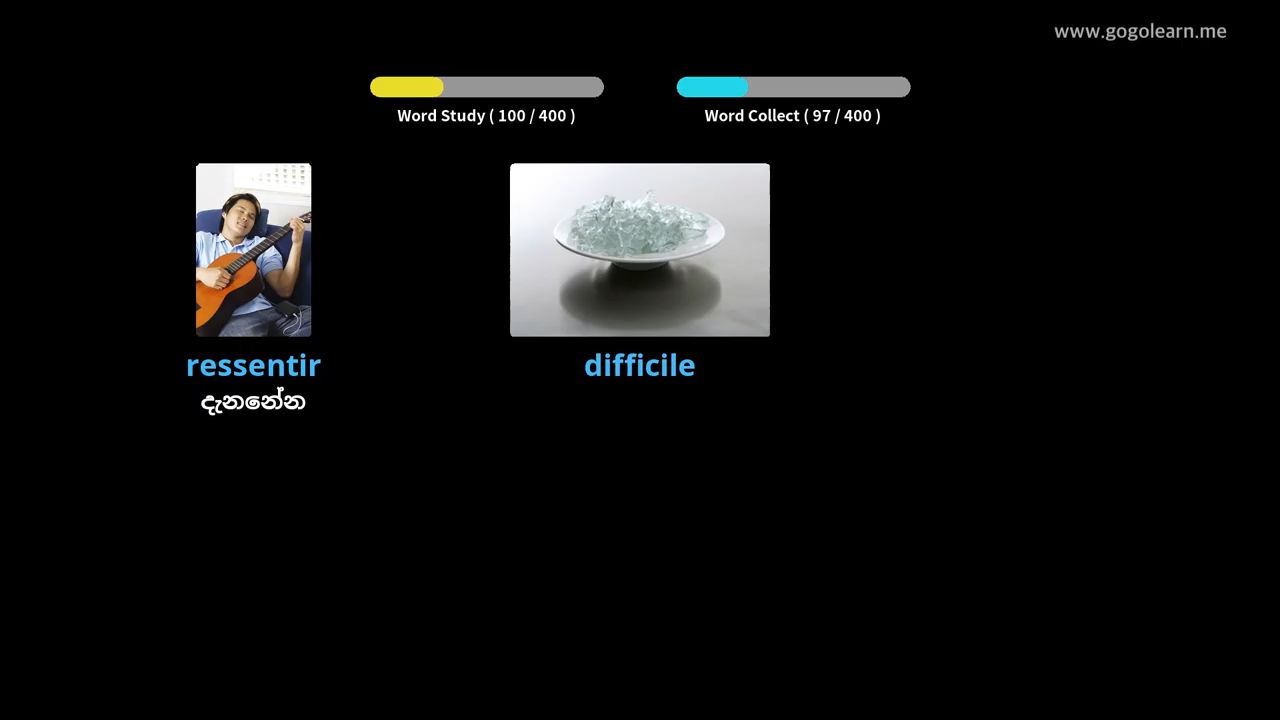 www.gogolearn.me
Word Study ( 100 / 400 )
Word Collect ( 97 / 400 )
ressentir
දැනනේන
difficile